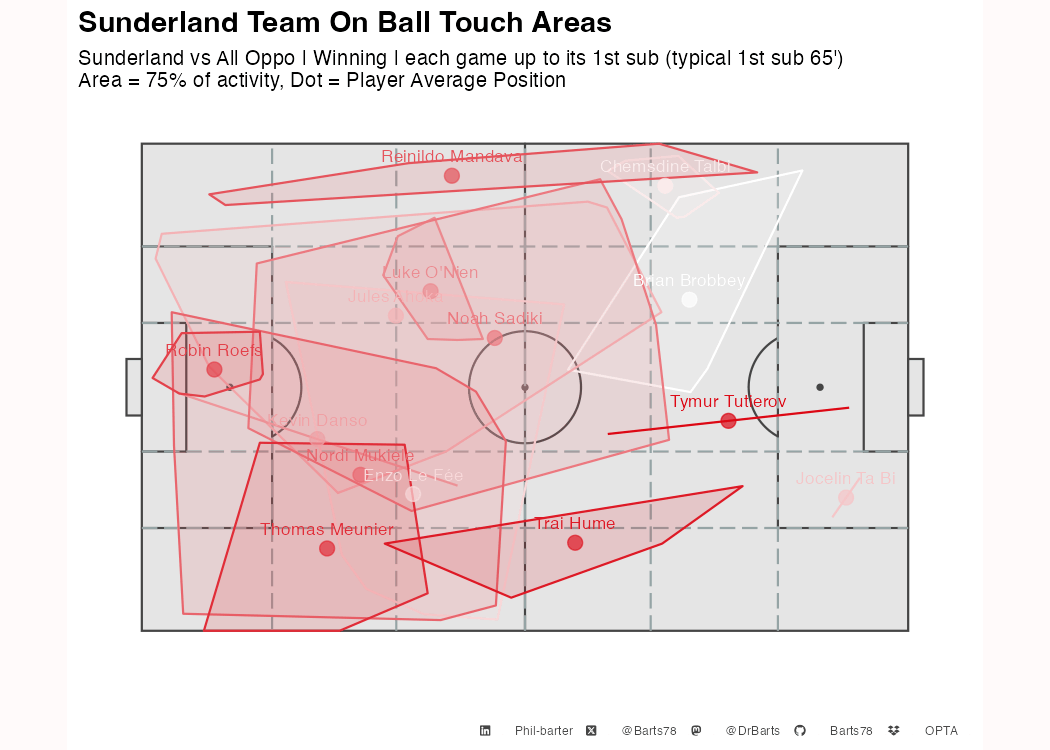 Sunderland Team On Ball Touch Areas
Sunderland vs All Oppo | Winning | each game up to its 1st sub (typical 1st sub 65')
Area = 75% of activity, Dot = Player Average Position
Reinildo Mandava
Chemsdine Talbi
Luke O'Nien
Brian Brobbey
Jules
Noah Sadiki
Robin Roefs
Tymur Tutierov
Kevin Danso
Nordi Mukiele
Enzo Le Fée
Jocelin Ta Bi
Thomas Meunier
Trai Hume
Phil-barter @Barts78 @DrBarts Barts78 OPTA